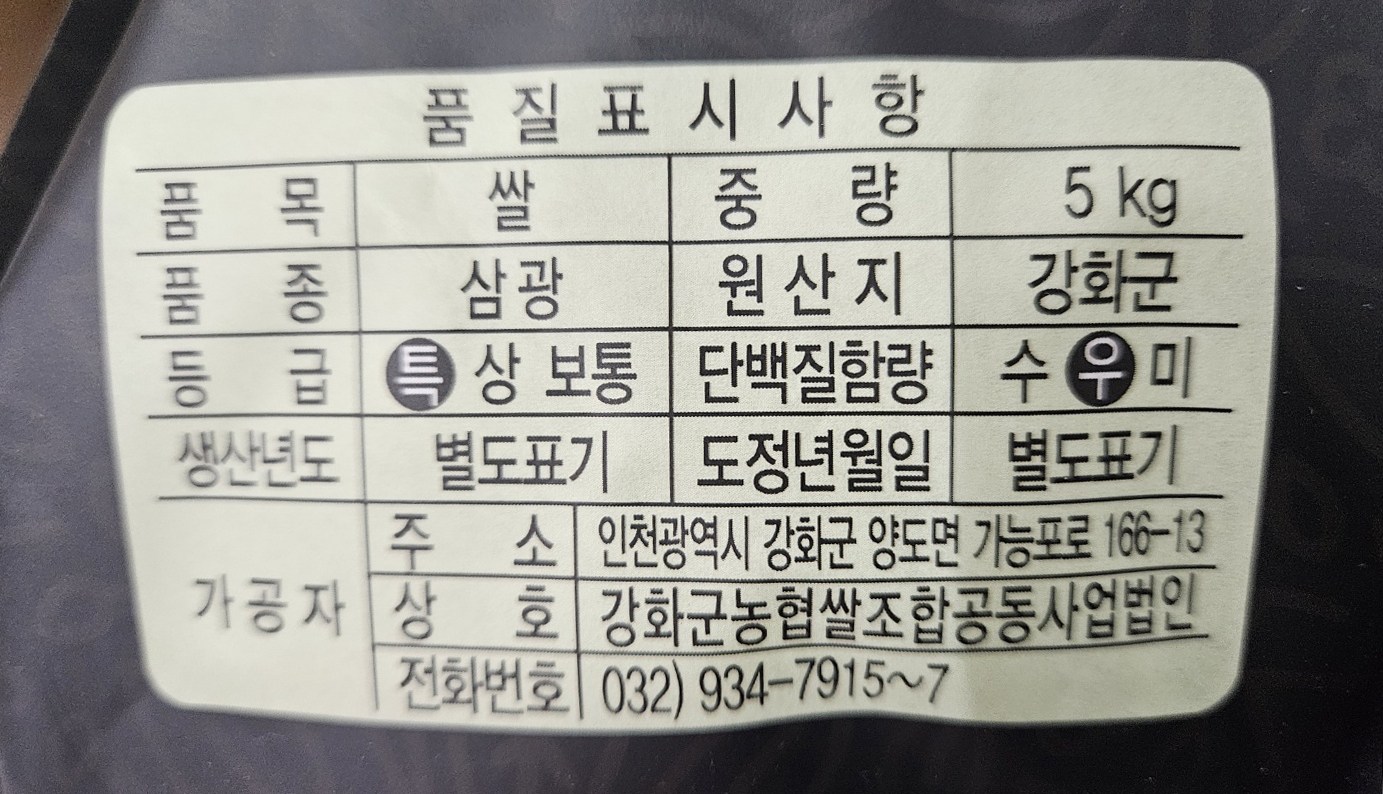 품질표시사항
품목 쌀 중량 5 kg
품종 삼광 원산지 강화군
등급 특 상 보통 단백질함량 수 우 미
생산년도 별도표기 도정년월일 별도표기
가공자 주소 인천광역시 강화군 양도면 가능포로 166-13
상호 강화군농협쌀조합공동사업법인
전화번호 032) 934-7915~7